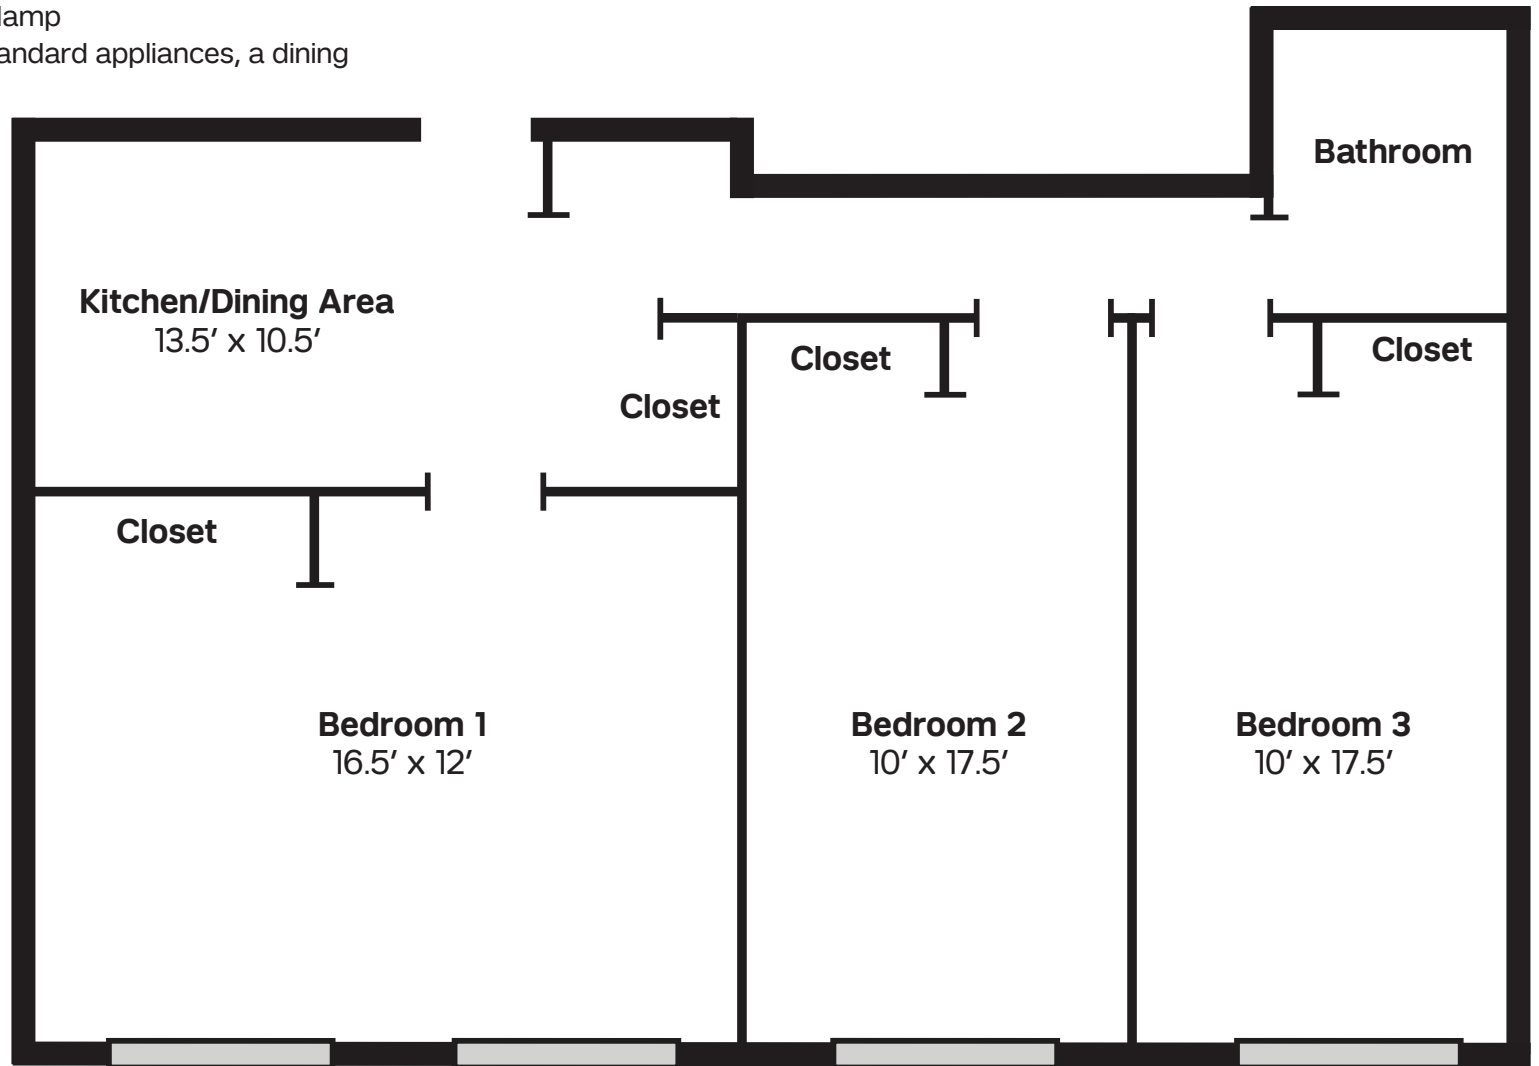 lamp
andard appliances, a dining
Bathroom
Kitchen/Dining Area
13.5′ x 10.5′
Closet
Closet
Closet
Closet
Bedroom 1
16.5′ x 12′
Bedroom 2
10′ x 17.5′
Bedroom 3
10′ x 17.5′